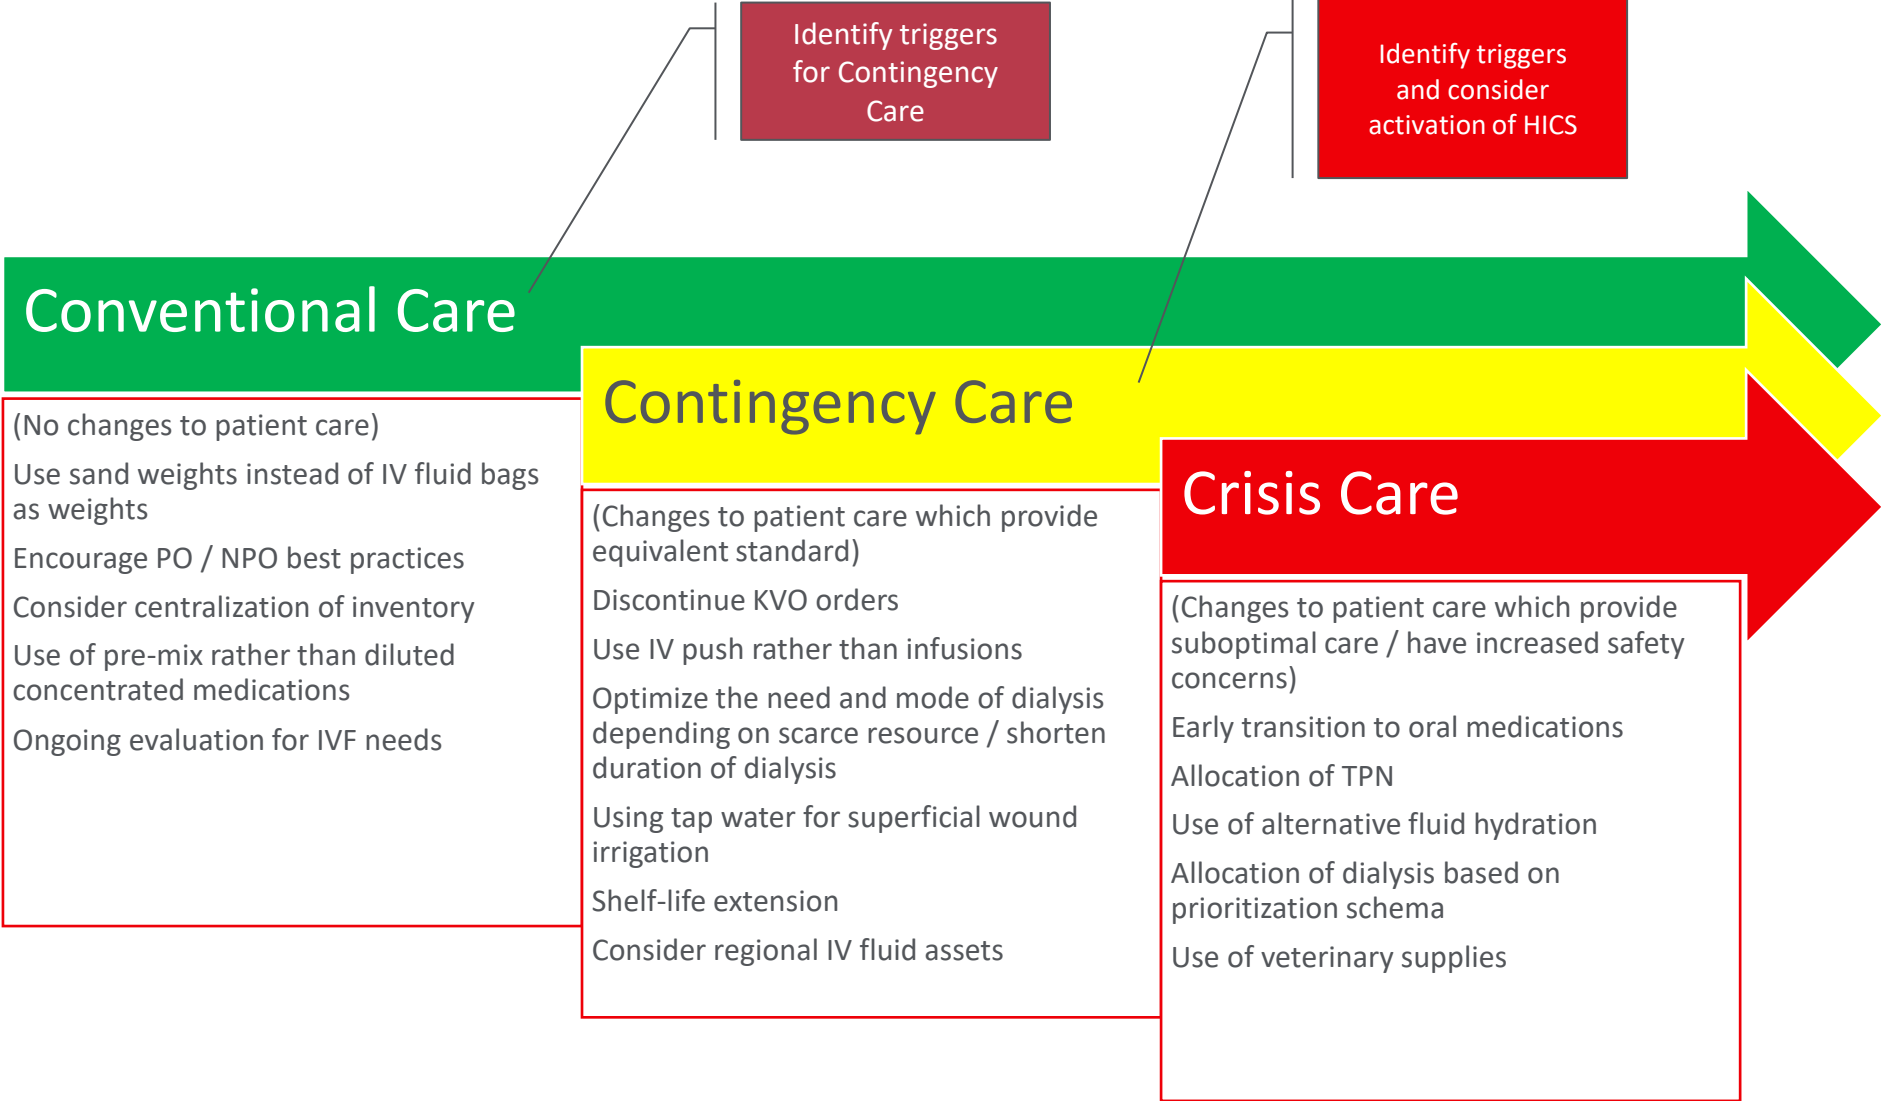 Identify triggers
for Contingency
Care
Identify triggers
and consider
activation of HICS
Conventional Care
(No changes to patient care)
Use sand weights instead of IV fluid bags
as weights
Encourage PO / NPO best practices
Consider centralization of inventory
Use of pre-mix rather than diluted
concentrated medications
Ongoing evaluation for IVF needs
Contingency Care
(Changes to patient care which provide
equivalent standard)
Discontinue KVO orders
Use IV push rather than infusions
Optimize the need and mode of dialysis
depending on scarce resource / shorten
duration of dialysis
Using tap water for superficial wound
irrigation
Shelf-life extension
Consider regional IV fluid assets
Crisis Care
(Changes to patient care which provide
suboptimal care / have increased safety
concerns)
Early transition to oral medications
Allocation of TPN
Use of alternative fluid hydration
Allocation of dialysis based on
prioritization schema
Use of veterinary supplies